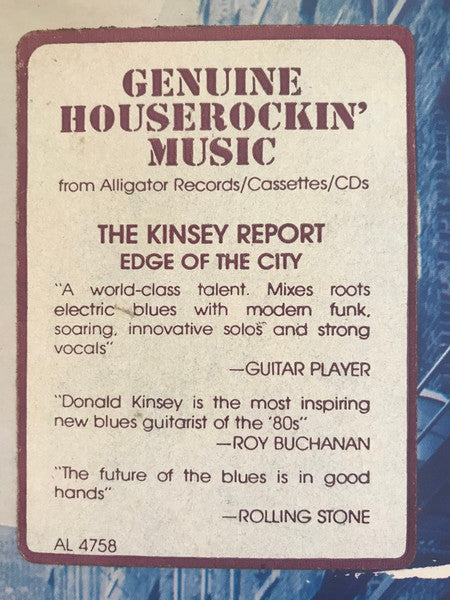 GENUINE
HOUSEROCKIN'
MUSIC
from Alligator Records/Cassettes/CDs
THE KINSEY REPORT
EDGE OF THE CITY
"A world-class talent. Mixes roots
electric blues with modern funk,
soaring, innovative solos and strong
vocals"
—GUITAR PLAYER
"Donald Kinsey is the most inspiring
new blues guitarist of the '80s"
—ROY BUCHANAN
"The future of the blues is in good
hands"
—ROLLING STONE
AL 4758